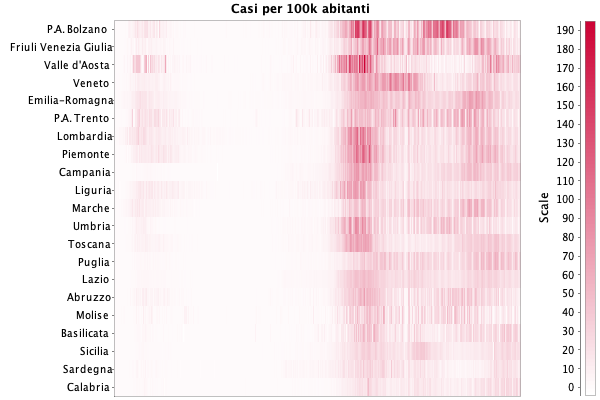 Casi per 100k abitanti
P.A. Bolzano
Friuli Venezia Giulia
Valle d'Aosta
Veneto
Emilia-Romagna
P.A. Trento
Lombardia
Piemonte
Campania
Liguria
Marche
Umbria
Toscana
Puglia
Lazio
Abruzzo
Molise
Basilicata
Sicilia
Sardegna
Calabria
Scale
190
180
170
160
150
140
130
120
110
100
90
80
70
60
50
40
30
20
10
0